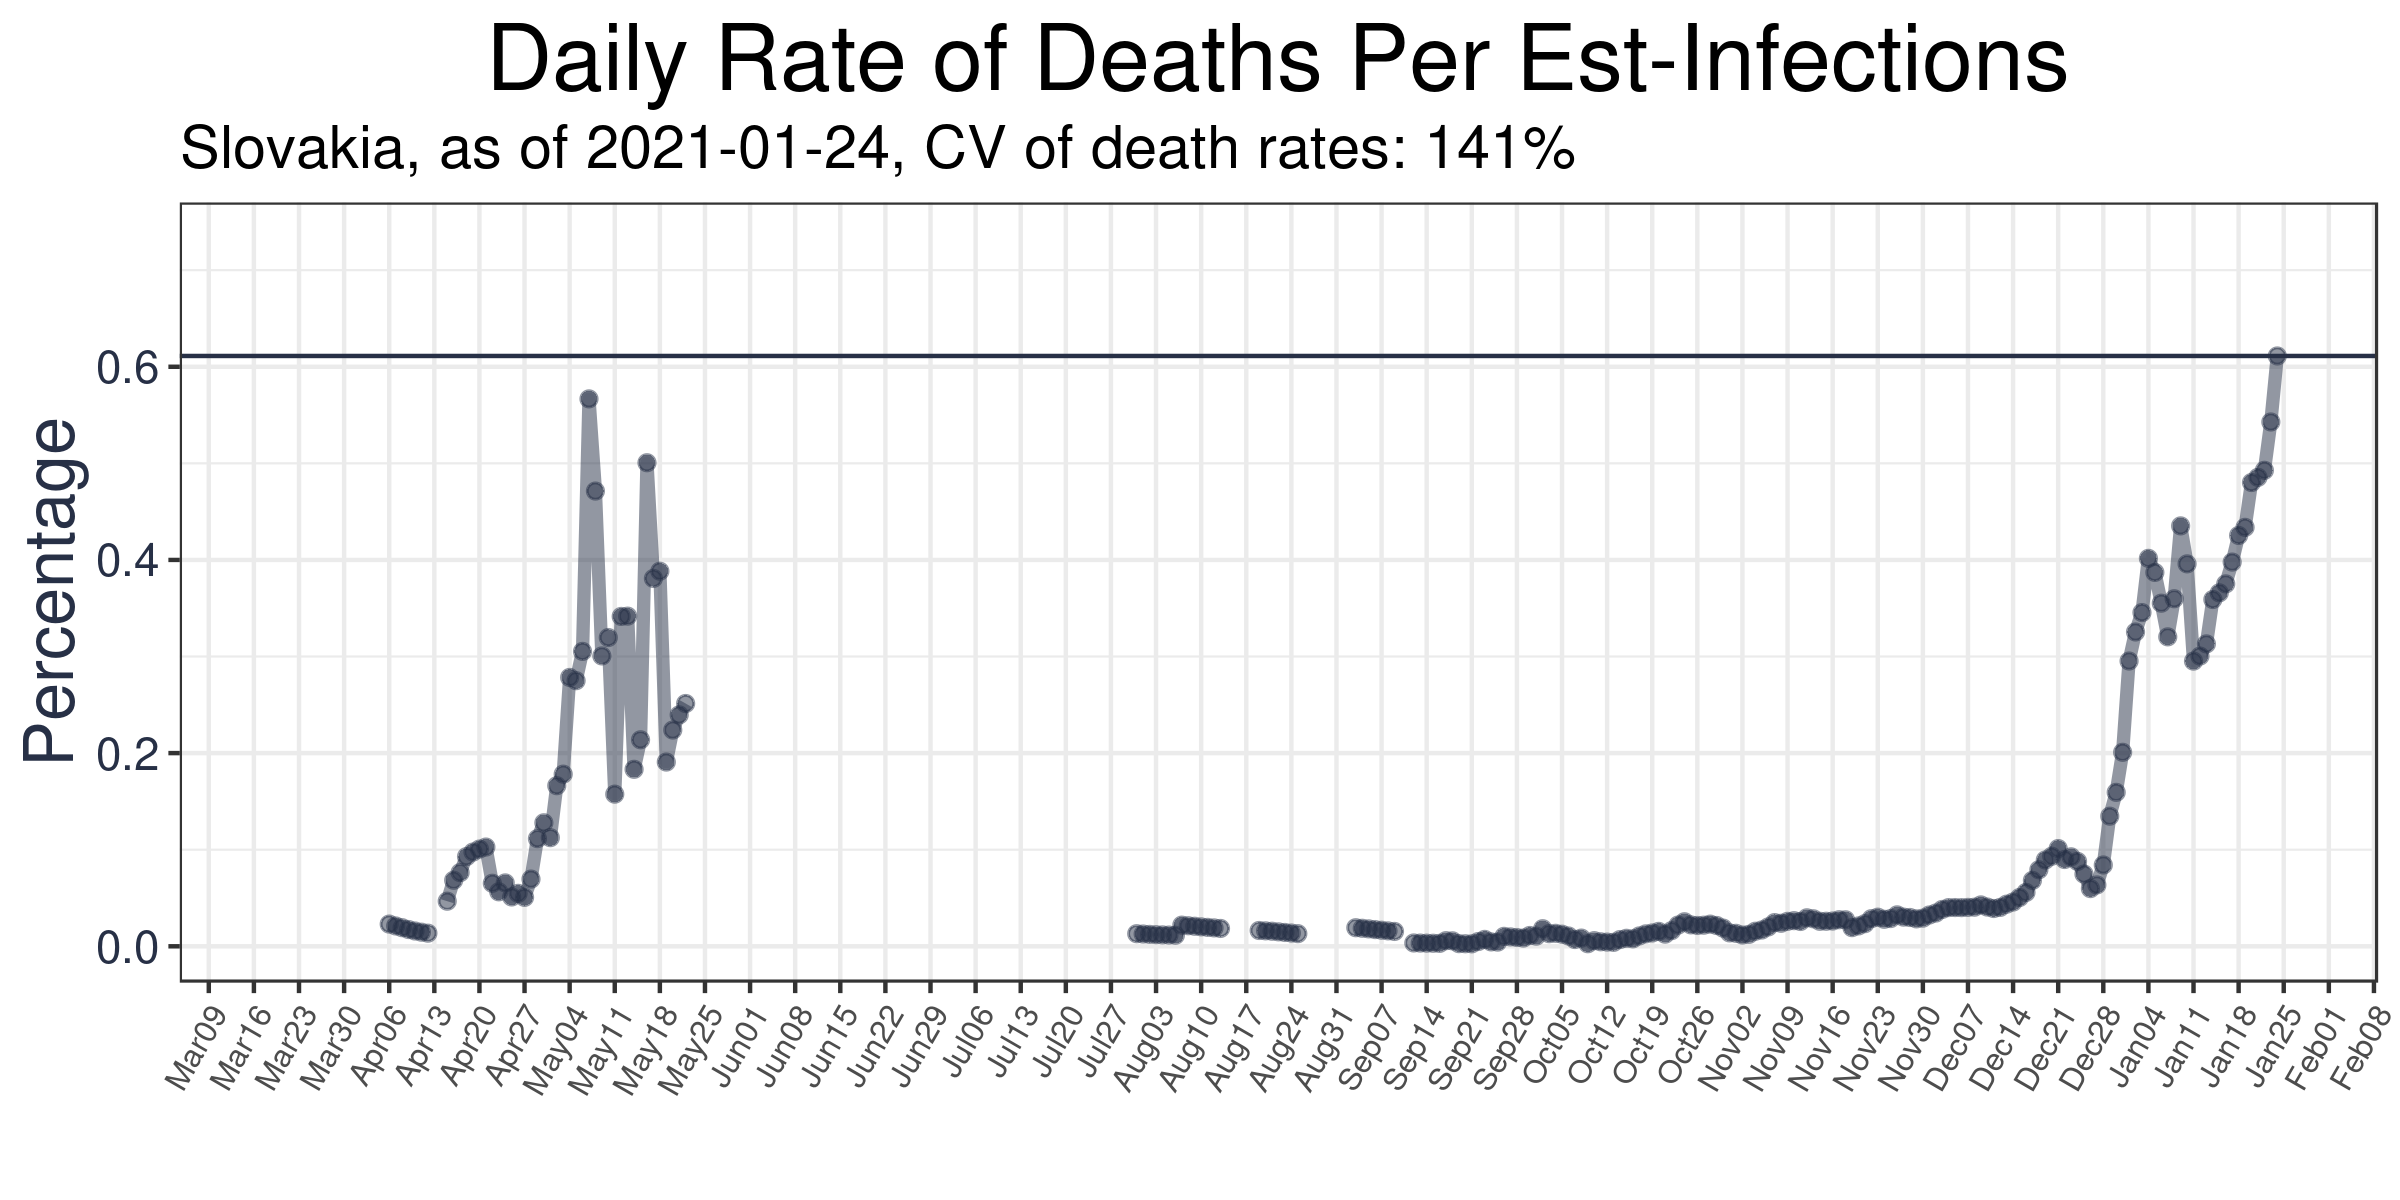 Daily Rate of Deaths Per Est-Infections
Slovakia, as of 2021-01-24, CV of death rates: 141%
Percentage
0.6
0.4
0.2
0.0
Mar09 Mar16 Mar23 Mar30 Apr06 Apr13 Apr20 Apr27 May04 May11 May18 May25 Jun01 Jun08 Jun15 Jun22 Jun29 Jul06 Jul13 Jul20 Jul27 Aug03 Aug10 Aug17 Aug24 Aug31 Sep07 Sep14 Sep21 Sep28 Oct05 Oct12 Oct19 Oct26 Nov02 Nov09 Nov16 Nov23 Nov30 Dec07 Dec14 Dec21 Dec28 Jan04 Jan11 Jan18 Jan25 Feb01 Feb08